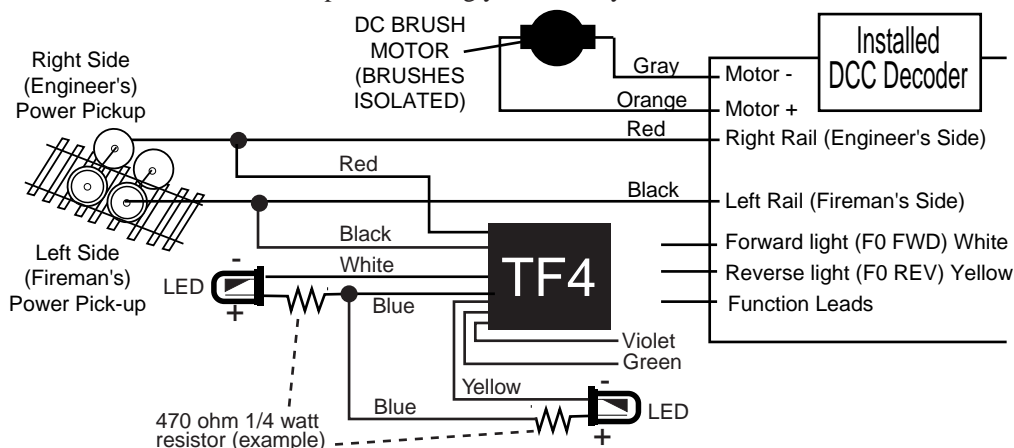 DC BRUSH
MOTOR
(BRUSHES
ISOLATED)
Installed
DCC Decoder
Right Side
(Engineer's)
Power Pickup
Gray
Motor -
Orange
Motor +
Red
Right Rail (Engineer's Side)
Red
Black
Left Rail (Fireman's Side)
Black
Forward light (F0 FWD) White
Left Side
(Fireman's)
Power Pick-up
White
TF4
Reverse light (F0 REV) Yellow
LED
-
+
Blue
Function Leads
Violet
Green
Yellow
-
LED
+
Blue
470 ohm 1/4 watt
resistor (example)